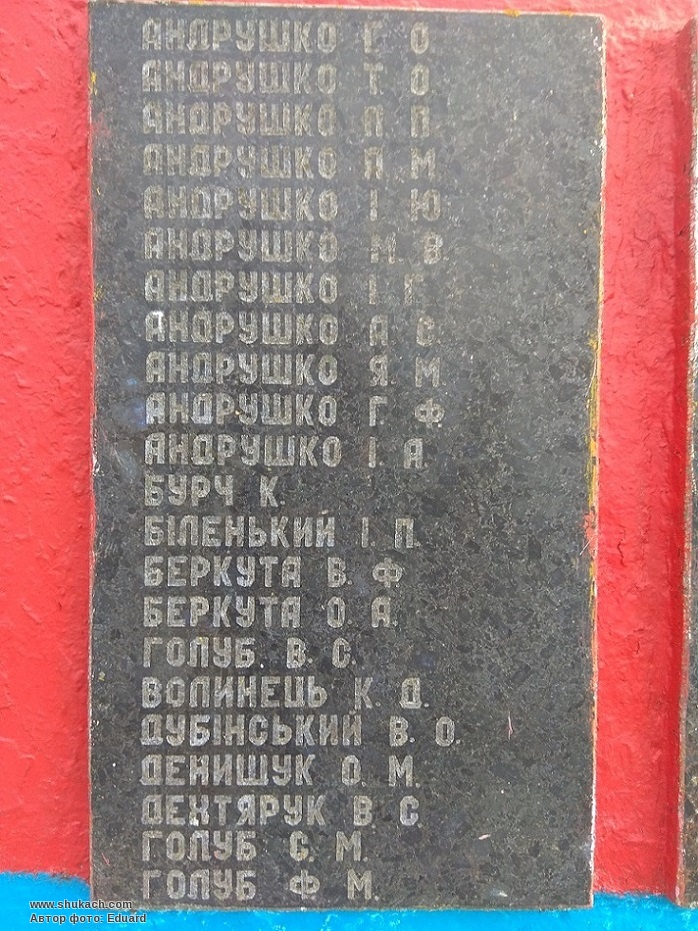 АНДРУШКО Г. О.
АНДРУШКО Т. О.
АНДРУШКО Л. П.
АНДРУШКО Я. М.
АНДРУШКО І. Ю.
АНДРУШКО М. В.
АНДРУШКО І. Г.
АНДРУШКО А. С.
АНДРУШКО Я. М.
АНДРУШКО Г. Ф.
АНДРУШКО І. А.
БУРЧ К.
БІЛЕНЬКИЙ І. П.
БЕРКУТА В. Ф.
БЕРКУТА О. А.
ГОЛУБ. В. С.
ВОЛИНЕЦЬ К. Д.
ДУБІНСЬКИЙ В. О.
ДЕНИЩУК О. М.
ДЕХТЯРУК В. С.
ГОЛУБ С. М.
ГОЛУБ Ф. М.
www.shukach.com
Автор фото: Eduard